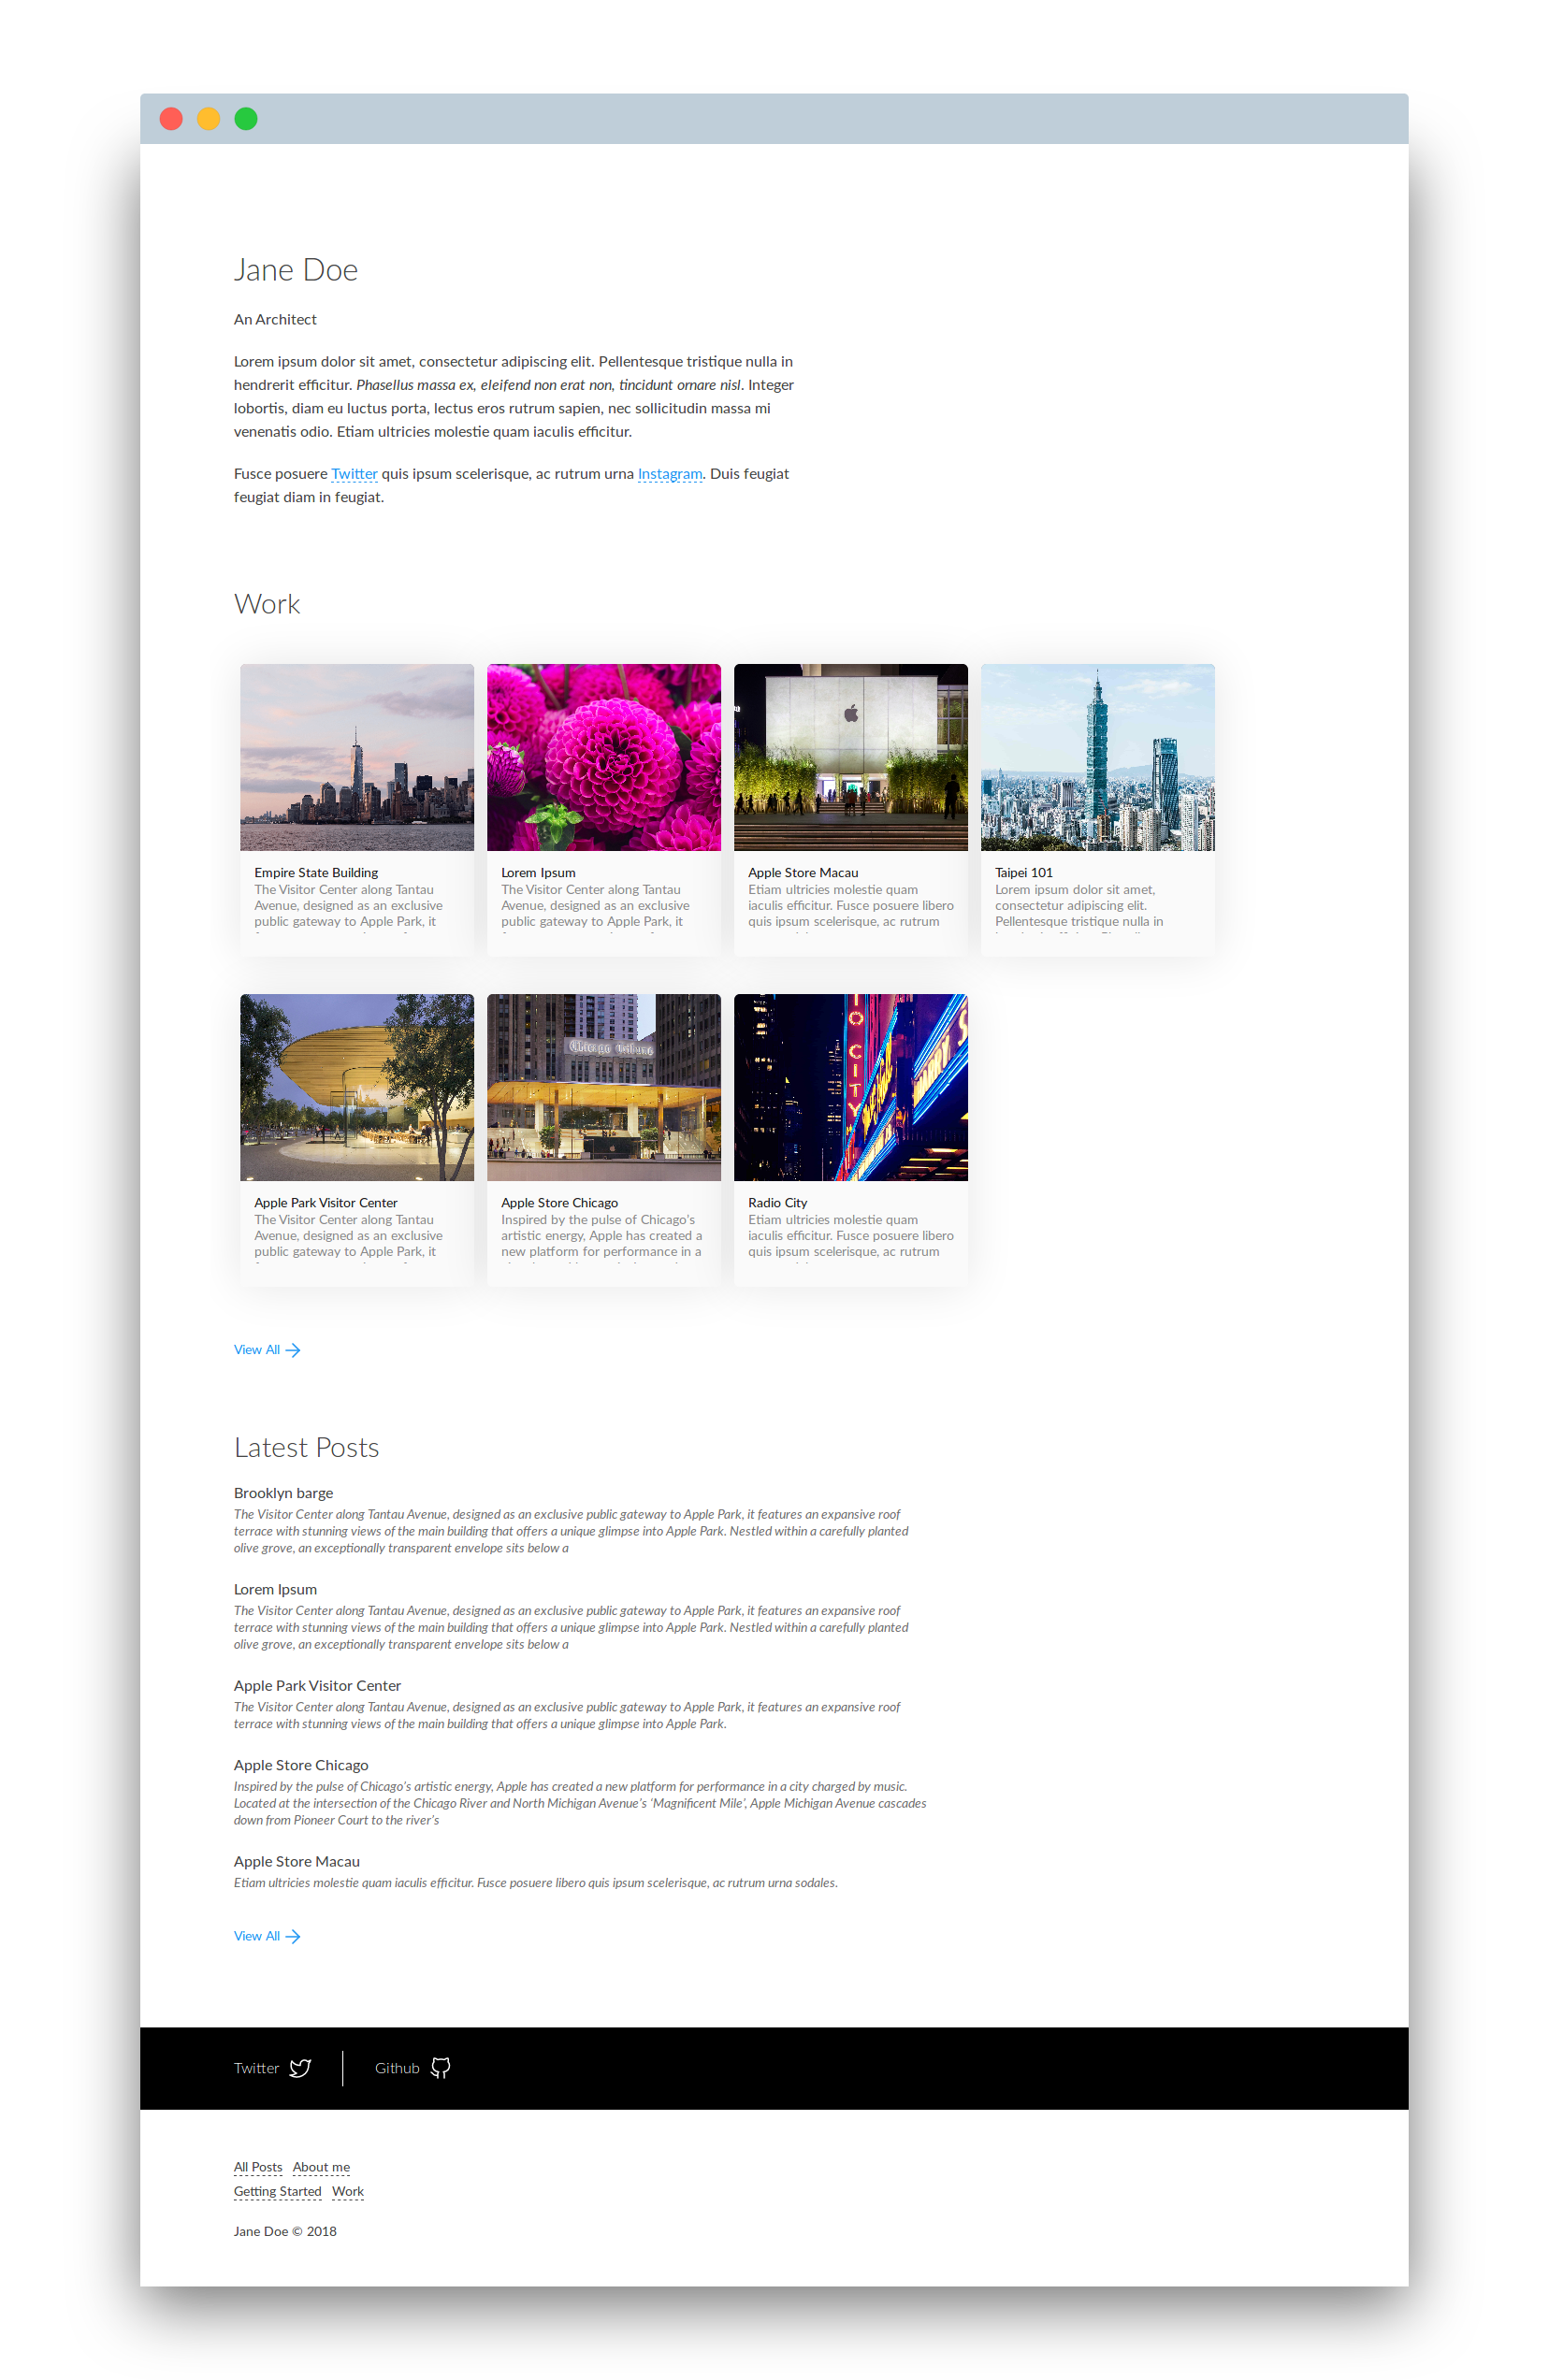 Jane Doe
An Architect
Lorem ipsum dolor sit amet, consectetur adipiscing elit. Pellentesque tristique nulla in
hendrerit efficitur. Phasellus massa ex, eleifend non erat non, tincidunt ornare nisl. Integer
lobortis, diam eu luctus porta, lectus eros rutrum sapien, nec sollicitudin massa mi
venenatis odio. Etiam ultricies molestie quam iaculis efficitur.
Fusce posuere Twitter quis ipsum scelerisque, ac rutrum urna Instagram. Duis feugiat
feugiat diam in feugiat.
Work
Empire State Building
The Visitor Center along Tantau
Avenue, designed as an exclusive
public gateway to Apple Park, it
Lorem Ipsum
The Visitor Center along Tantau
Avenue, designed as an exclusive
public gateway to Apple Park, it
Apple Store Macau
Etiam ultricies molestie quam
iaculis efficitur. Fusce posuere libero
quis ipsum scelerisque, ac rutrum
Taipei 101
Lorem ipsum dolor sit amet,
consectetur adipiscing elit.
Pellentesque tristique nulla in
Chicago Tribune
IO CITY
Apple Park Visitor Center
The Visitor Center along Tantau
Avenue, designed as an exclusive
public gateway to Apple Park, it
Apple Store Chicago
Inspired by the pulse of Chicago's
artistic energy, Apple has created a
new platform for performance in a
Radio City
Etiam ultricies molestie quam
iaculis efficitur. Fusce posuere libero
quis ipsum scelerisque, ac rutrum
View All
Latest Posts
Brooklyn barge
The Visitor Center along Tantau Avenue, designed as an exclusive public gateway to Apple Park, it features an expansive roof
terrace with stunning views of the main building that offers a unique glimpse into Apple Park. Nestled within a carefully planted
olive grove, an exceptionally transparent envelope sits below a
Lorem Ipsum
The Visitor Center along Tantau Avenue, designed as an exclusive public gateway to Apple Park, it features an expansive roof
terrace with stunning views of the main building that offers a unique glimpse into Apple Park. Nestled within a carefully planted
olive grove, an exceptionally transparent envelope sits below a
Apple Park Visitor Center
The Visitor Center along Tantau Avenue, designed as an exclusive public gateway to Apple Park, it features an expansive roof
terrace with stunning views of the main building that offers a unique glimpse into Apple Park.
Apple Store Chicago
Inspired by the pulse of Chicago's artistic energy, Apple has created a new platform for performance in a city charged by music.
Located at the intersection of the Chicago River and North Michigan Avenue's 'Magnificent Mile', Apple Michigan Avenue cascades
down from Pioneer Court to the river's
Apple Store Macau
Etiam ultricies molestie quam iaculis efficitur. Fusce posuere libero quis ipsum scelerisque, ac rutrum urna sodales.
View All
Twitter
Github
All Posts About me
Getting Started Work
Jane Doe © 2018